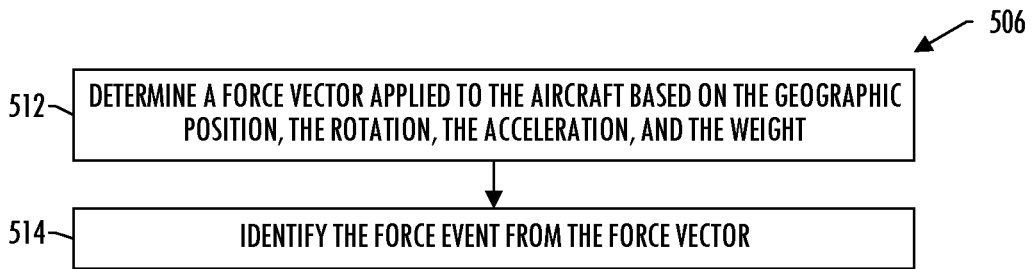 506
512
DETERMINE A FORCE VECTOR APPLIED TO THE AIRCRAFT BASED ON THE GEOGRAPHIC
POSITION, THE ROTATION, THE ACCELERATION, AND THE WEIGHT
514
IDENTIFY THE FORCE EVENT FROM THE FORCE VECTOR